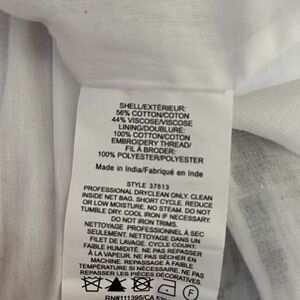 SHELL/EXTÉRIEUR:
56% COTTON/COTON
44% VISCOSE/VISCOSE
LINING/DOUBLURE:
100% COTTON/COTON
EMBROIDERY THREAD/
FIL À BRODER:
100% POLYESTER/POLYESTER
Made in India/Fabriqué en Inde
STYLE 37513
PROFESSIONAL DRYCLEAN ONLY. CLEAN
INSIDE NET BAG. SHORT CYCLE. REDUCE
OR LOW MOISTURE. NO STEAM. DO NOT
TUMBLE DRY. COOL IRON IF NECESSARY.
DO NOT IRON TRIMS.
NETTOYAGE PROFESSIONNEL À SEC
SEULEMENT. NETTOYAGE DANS UN
FILET DE LAVAGE. CYCLE COURT.
FAIBLE HUMIDITÉ. NE PAS REPASSER
À LA VAPEUR. NE PAS SÉCHER EN
MACHINE. REPASSAGE À FAIBLE
TEMPÉRATURE SI NÉCESSAIRE. NE PAS
REPASSER LES PIÈCES DÉCORATIVES.
RN#111395/CA